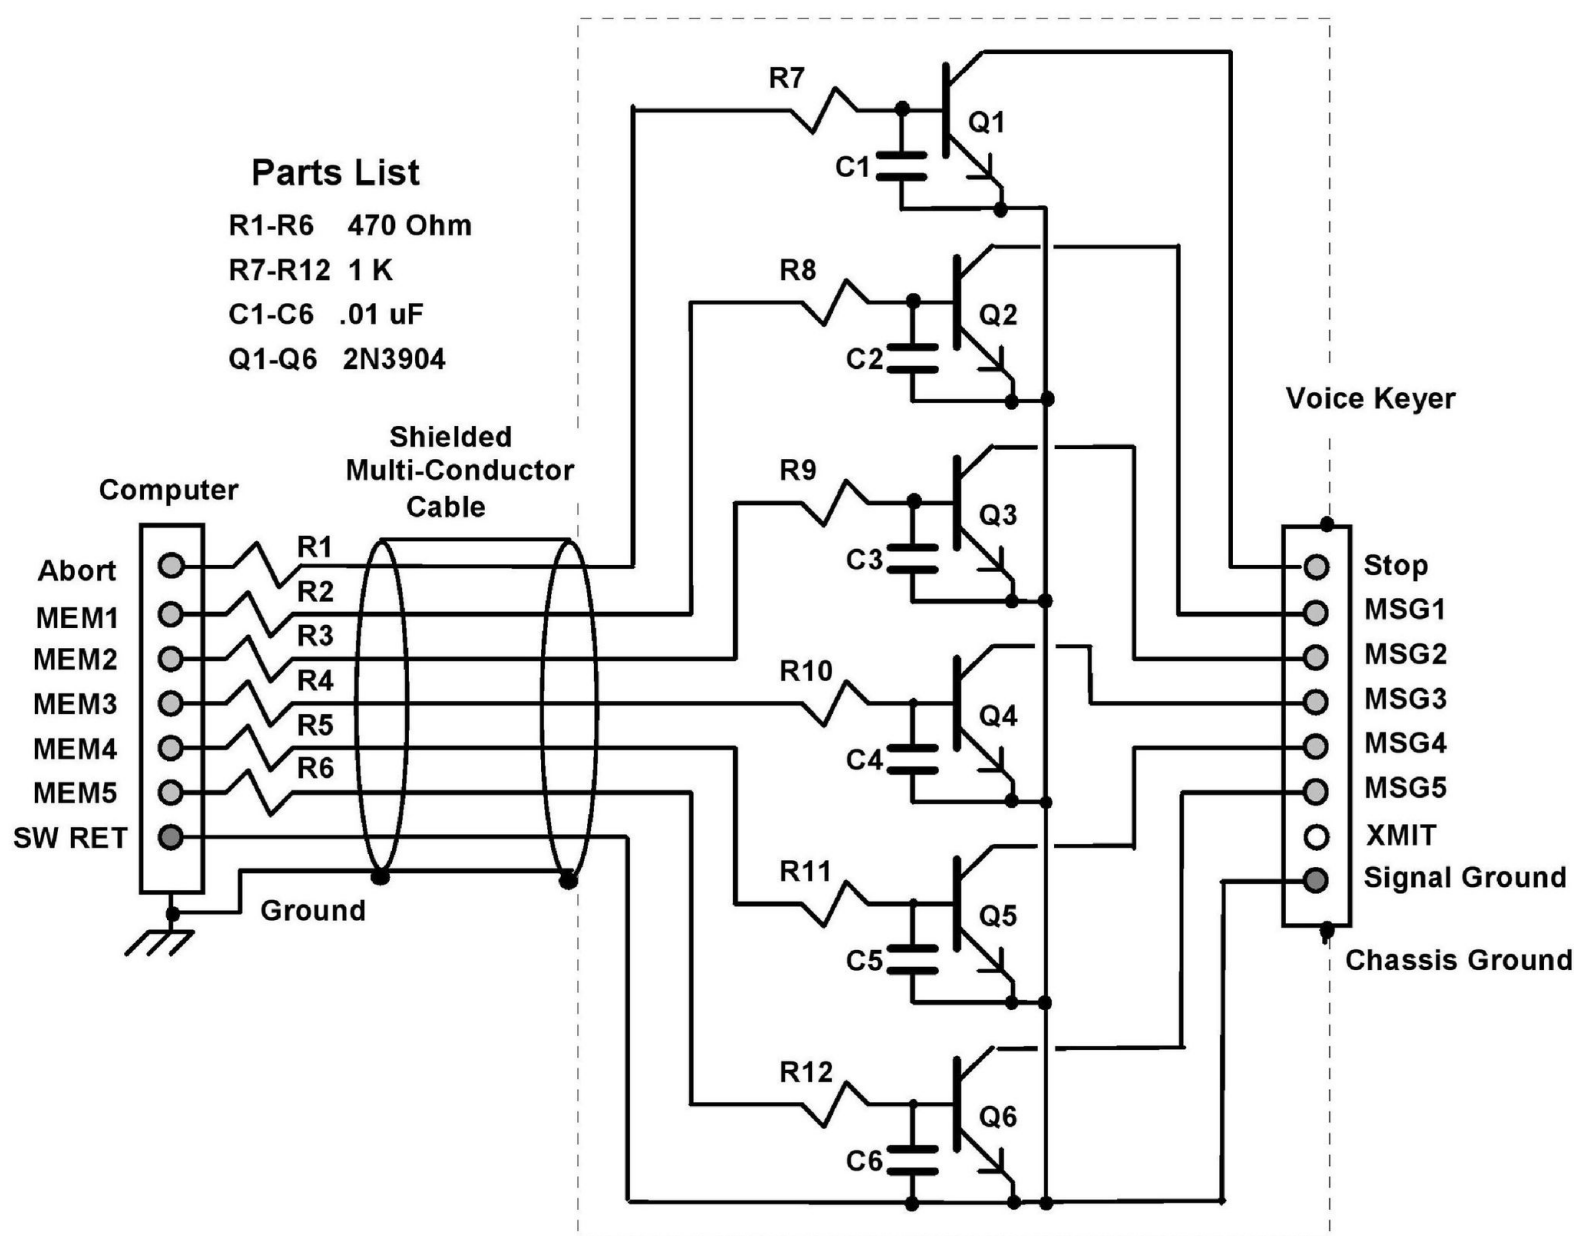 R7
Q1
C1
Parts List
R1-R6 470 Ohm
R7-R12 1 K
C1-C6 .01 uF
Q1-Q6 2N3904
R8
Q2
C2
Voice Keyer
Shielded
Multi-Conductor
Cable
Computer
R9
Q3
C3
Abort
MEM1
MEM2
MEM3
MEM4
MEM5
SW RET
R1
R2
R3
R4
R5
R6
Ground
R10
Q4
C4
Stop
MSG1
MSG2
MSG3
MSG4
MSG5
XMIT
Signal Ground
Chassis Ground
R11
Q5
C5
R12
Q6
C6